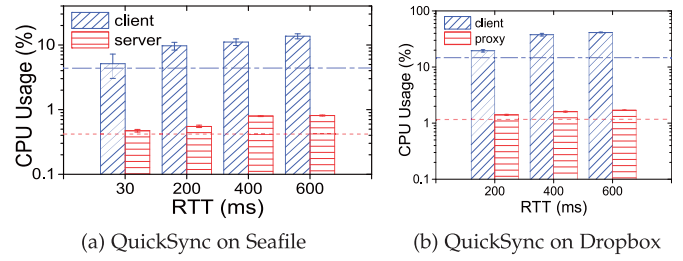 CPU Usage (%)
10
1
0.1
client
server
30 200 400 600
RTT (ms)
(a) QuickSync on Seafile
CPU Usage (%)
100
10
1
0.1
client
proxy
200 400 600
RTT (ms)
(b) QuickSync on Dropbox